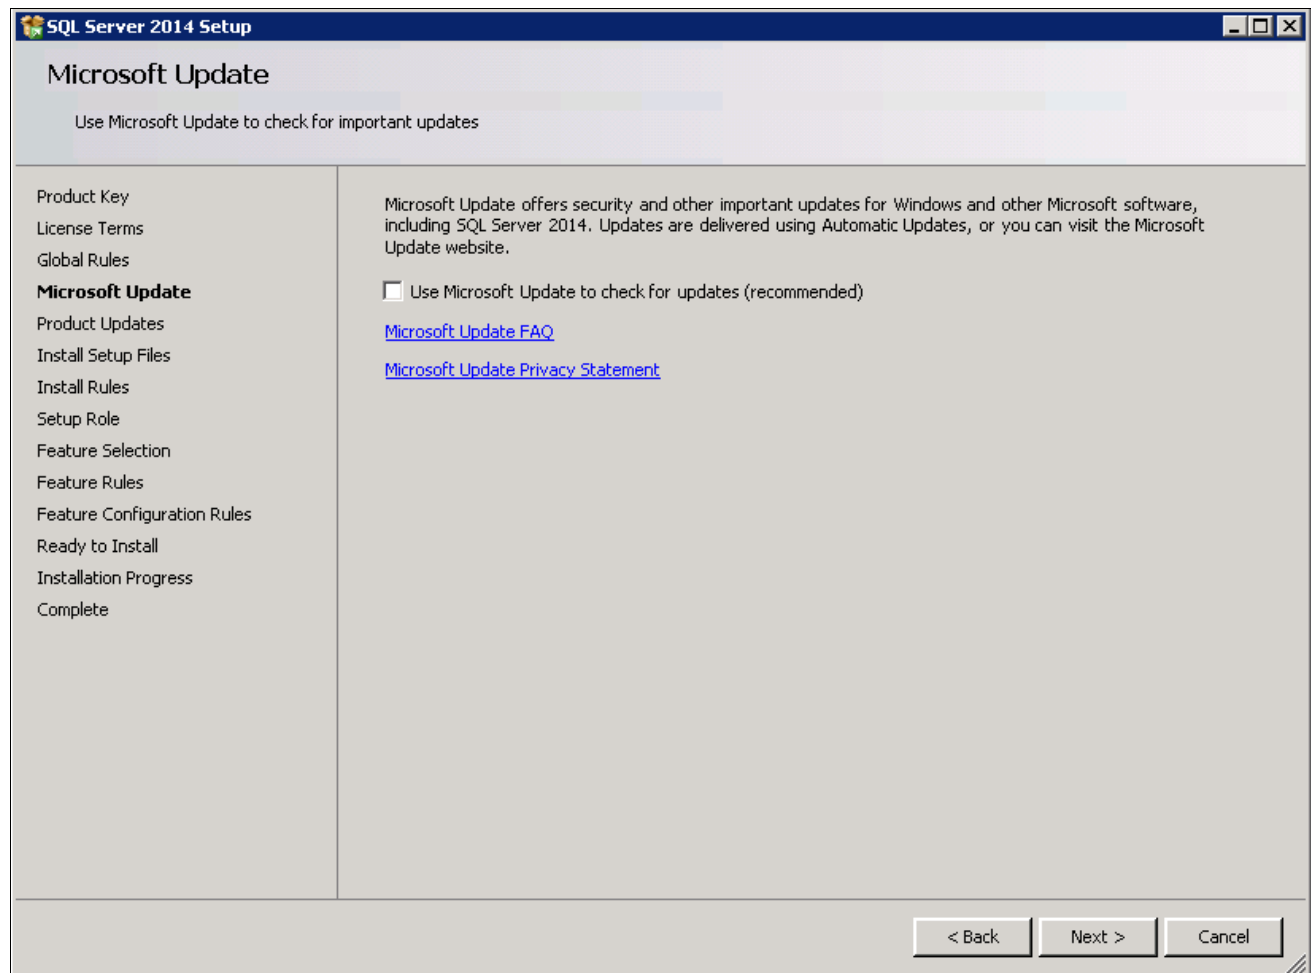 SQL Server 2014 Setup
Microsoft Update
Use Microsoft Update to check for important updates
Product Key
License Terms
Global Rules
Microsoft Update
Product Updates
Install Setup Files
Install Rules
Setup Role
Feature Selection
Feature Rules
Feature Configuration Rules
Ready to Install
Installation Progress
Complete
Microsoft Update offers security and other important updates for Windows and other Microsoft software,
including SQL Server 2014. Updates are delivered using Automatic Updates, or you can visit the Microsoft
Update website.
Use Microsoft Update to check for updates (recommended)
Microsoft Update FAQ
Microsoft Update Privacy Statement
< Back Next > Cancel